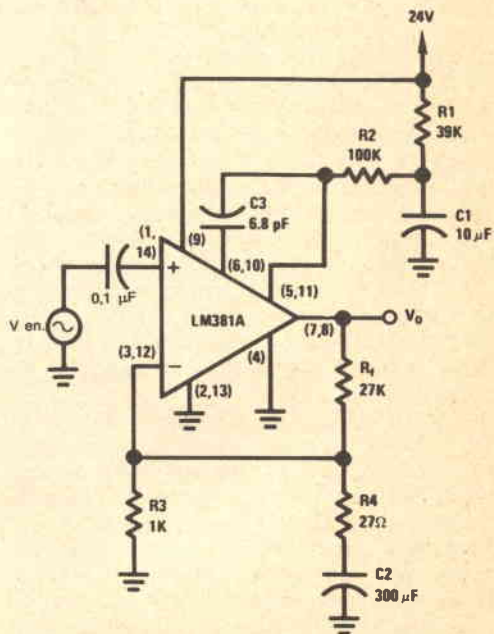 24V
R1
39K
R2
100K
C3
6.8 pF
C1
10 μF
(1,
14)
(9)
(6,10)
0,1 μF
+
(5,11)
V en.
LM381A
(7,8)
Vo
(3,12)
−
(4)
(2,13)
Rf
27K
R3
1K
R4
27Ω
C2
300 μF